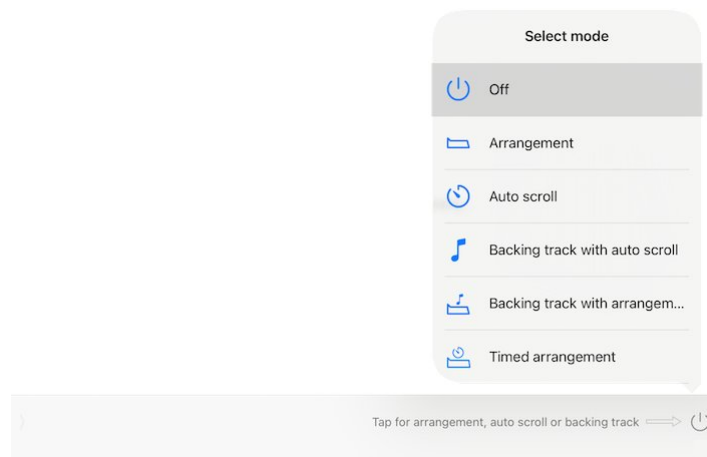 Select mode
Off
Arrangement
Auto scroll
Backing track with auto scroll
Backing track with arrangem...
Timed arrangement
Tap for arrangement, auto scroll or backing track